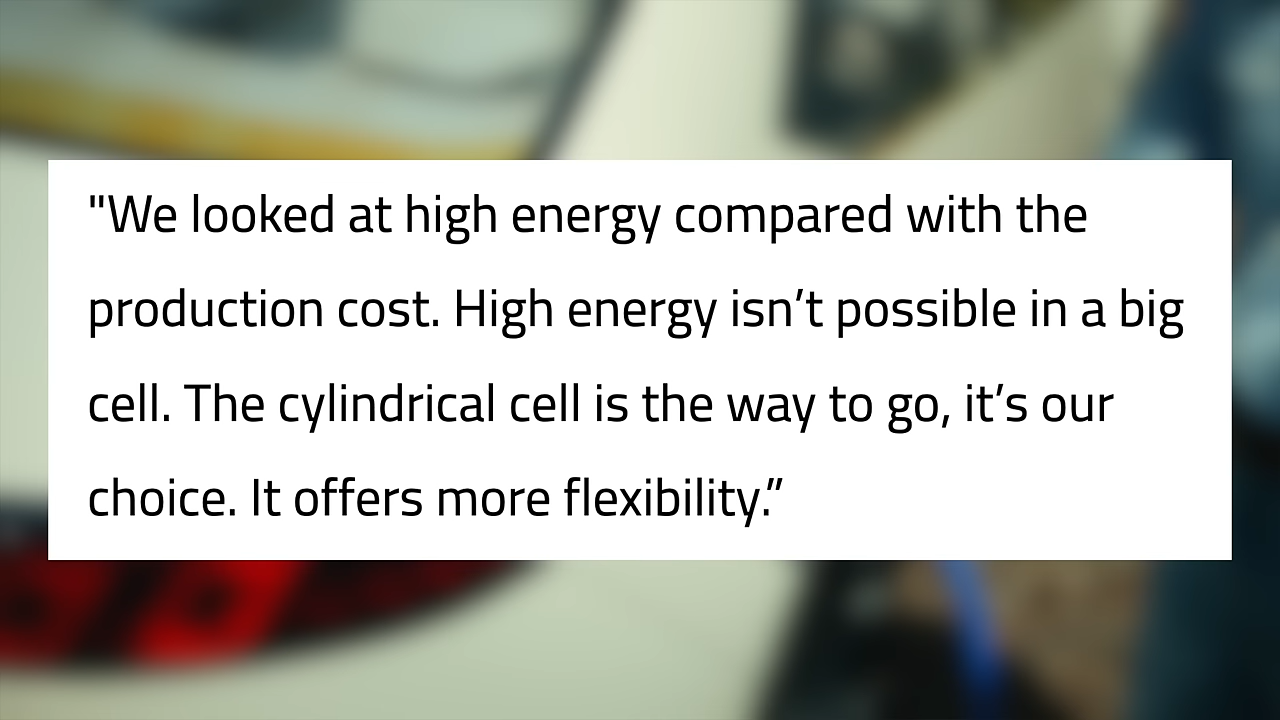 "We looked at high energy compared with the
production cost. High energy isn’t possible in a big
cell. The cylindrical cell is the way to go, it’s our
choice. It offers more flexibility.”